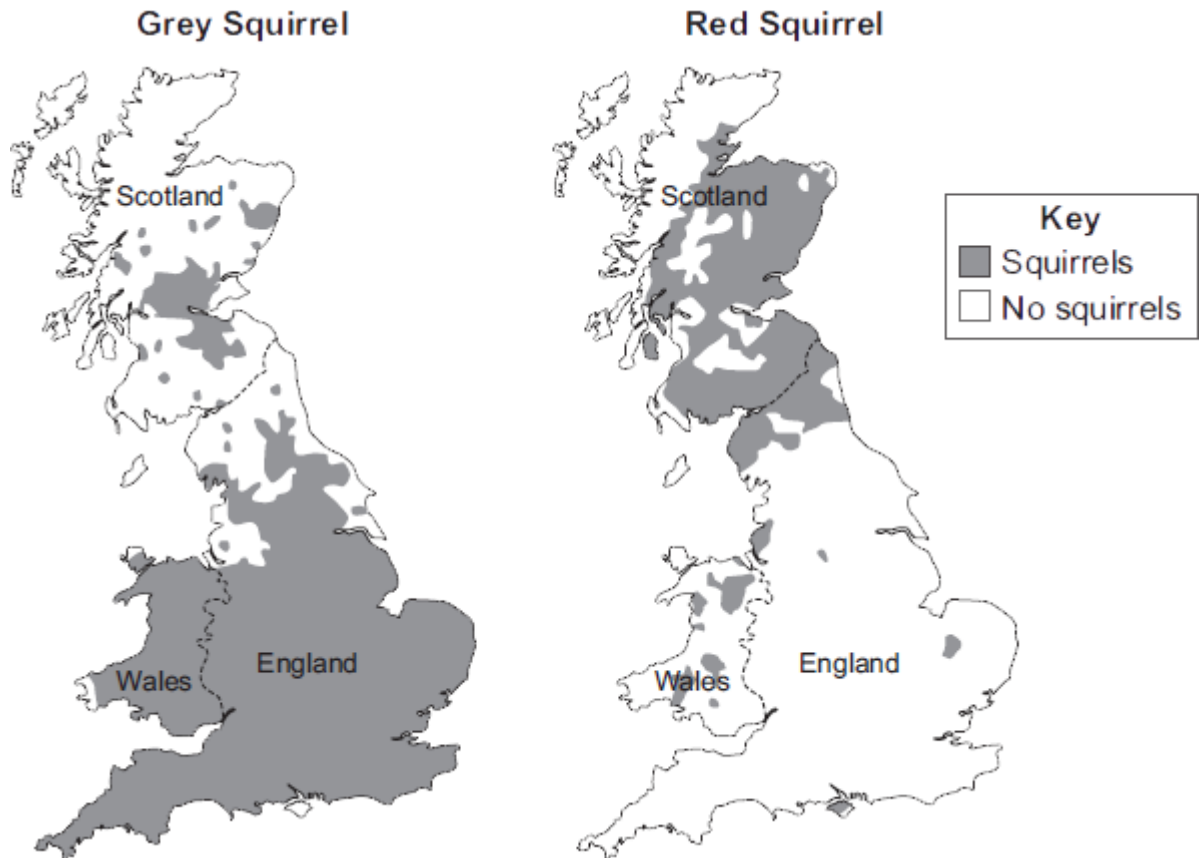 Grey Squirrel
Scotland
Wales
England
Red Squirrel
Scotland
Wales
England
Key
Squirrels
No squirrels